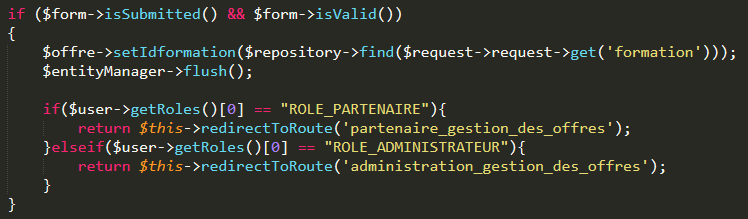 if ($form->isSubmitted() && $form->isValid())
{
    $offre->setIdformation($repository->find($request->request->get('formation')));
    $entityManager->flush();

    if($user->getRoles()[0] == "ROLE_PARTENAIRE"){
        return $this->redirectToRoute('partenaire_gestion_des_offres');
    }elseif($user->getRoles()[0] == "ROLE_ADMINISTRATEUR"){
        return $this->redirectToRoute('administration_gestion_des_offres');
    }
}